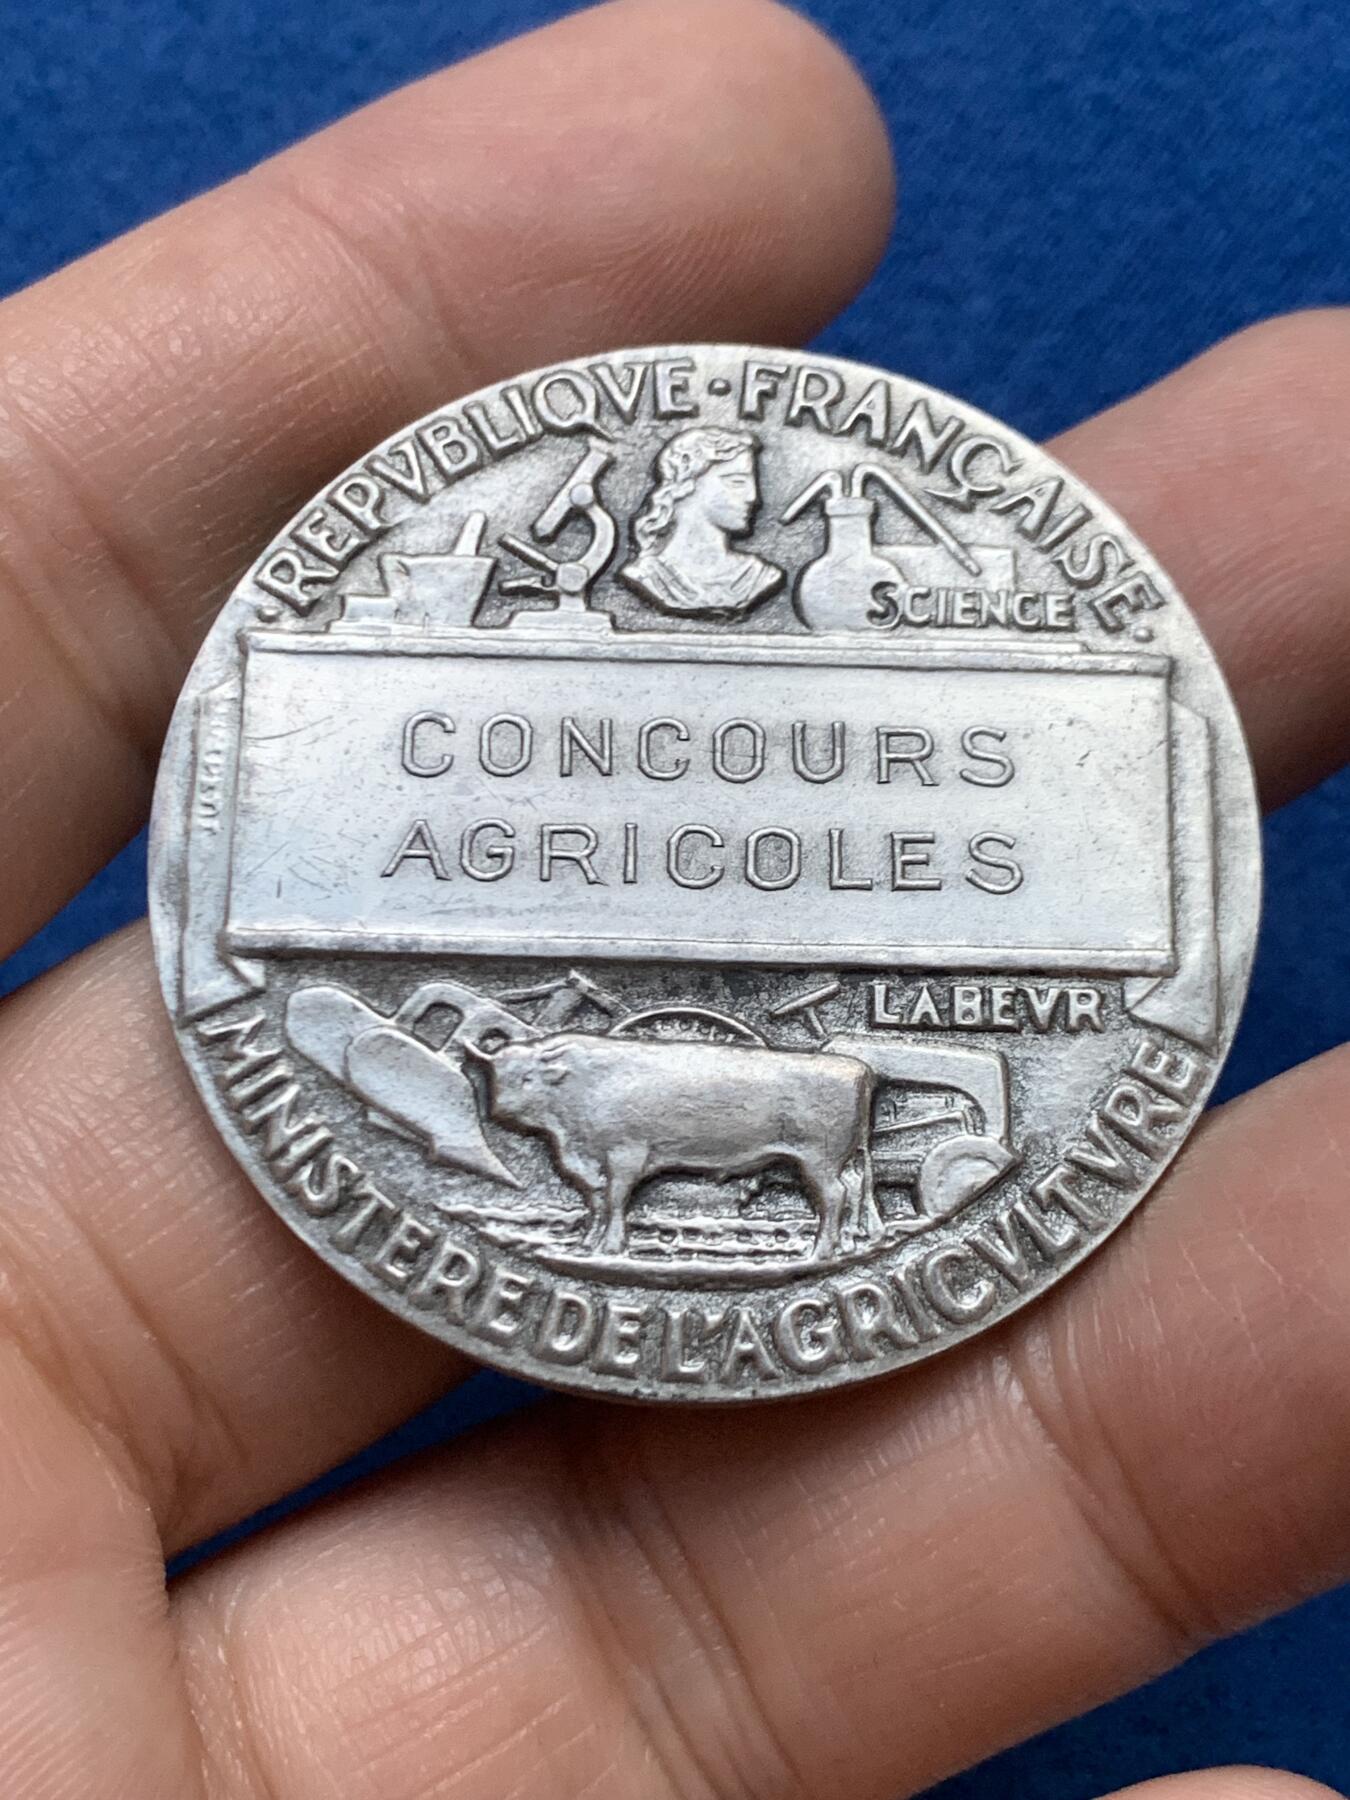 ·REPVBLIQVE·FRANÇAISE·
SCIENCE
CONCOURS
AGRICOLES
LABEVR
MINISTERE DE L'AGRICVLTVRE